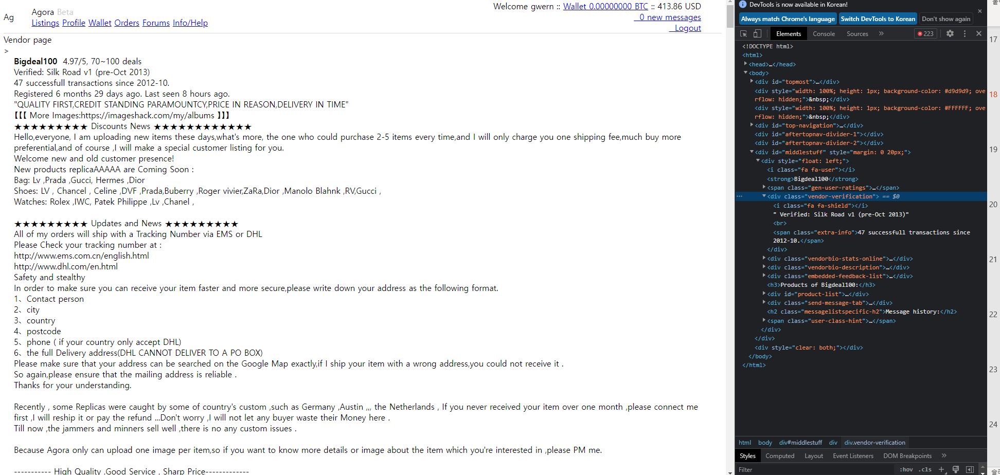 Ag
Agora Beta
Listings Profile Wallet Orders Forums Info/Help
Welcome gwern :: Wallet 0.00000000 BTC :: 413.86 USD
0 new messages
Logout
Vendor page
>
Bigdeal100 4.97/5, 70~100 deals
Verified: Silk Road v1 (pre-Oct 2013)
47 successfull transactions since 2012-10.
Registered 6 months 29 days ago. Last seen 8 hours ago.
"QUALITY FIRST,CREDIT STANDING PARAMOUNTCY,PRICE IN REASON,DELIVERY IN TIME"
【【【 More Images:https://imageshack.com/my/albums 】】】
★★★★★★★★★ Discounts News ★★★★★★★★★★★★
Hello,everyone, I am uploading new items these days,what's more, the one who could purchase 2-5 items every time,and I will only charge you one shipping fee,much buy more
preferential,and of course ,I will make a special customer listing for you.
Welcome new and old customer presence!
New products replicaAAAAA are Coming Soon :
Bag: Lv ,Prada ,Gucci, Hermes ,Dior
Shoes: LV , Chancel , Celine ,DVF ,Prada,Buberry ,Roger vivier,ZaRa,Dior ,Manolo Blahnk ,RV,Gucci ,
Watches: Rolex ,IWC, Patek Philippe ,Lv ,Chanel ,
★★★★★★★★★ Updates and News ★★★★★★★★★
All of my orders will ship with a Tracking Number via EMS or DHL
Please Check your tracking number at :
http://www.ems.com.cn/english.html
http://www.dhl.com/en.html
Safety and stealthy
In order to make sure you can receive your item faster and more secure,please write down your address as the following format.
1、Contact person
2、city
3、country
4、postcode
5、phone ( if your country only accept DHL)
6、the full Delivery address(DHL CANNOT DELIVER TO A PO BOX)
Please make sure that your address can be searched on the Google Map exactly,if I ship your item with a wrong address,you could not receive it .
So again,please ensure that the mailing address is reliable .
Thanks for your understanding.
Recently , some Replicas were caught by some of country's custom ,such as Germany ,Austin ,,, the Netherlands , If you never received your item over one month ,please connect me
first ,I will reship it or pay the refund ...Don't worry ,I will not let any buyer waste their Money here .
Till now ,the jammers and minners sell well ,there is no any custom issues .
Because Agora only can upload one image per item,so if you want to know more details or image about the item which you're interested in ,please PM me.
----------- High Quality ,Good Service , Sharp Price-------------
DevTools is now available in Korean!
Always match Chrome's language Switch DevTools to Korean Don't show again
Elements Console Sources » 223
<!DOCTYPE html>
<html>
<head>…</head>
<body>
<div id="topmost">…</div>
<div style="width: 100%; height: 1px; background-color: #d9d9d9; ove
rflow: hidden;">&nbsp;</div>
<div style="width: 100%; height: 1px; background-color: #FFFFFF; ove
rflow: hidden;">&nbsp;</div>
<div id="top-navigation">…</div>
<div id="aftertopnav-divider-1"></div>
<div id="aftertopnav-divider-2"></div>
<div id="middlestuff" style="margin: 0 20px;">
<div style="float: left;">
<i class="fa fa-user"></i>
<strong>Bigdeal100</strong>
<span class="gen-user-ratings">…</span>
<div class="vendor-verification"> == $0
<i class="fa fa-shield"></i>
" Verified: Silk Road v1 (pre-Oct 2013)"
<br>
<span class="extra-info">47 successfull transactions since
2012-10.</span>
</div>
<div class="vendorbio-stats-online">…</div>
<div class="vendorbio-description">…</div>
<div class="embedded-feedback-list">…</div>
<h3>Products of Bigdeal100:</h3>
<div id="product-list">…</div>
<div class="send-message-tab">…</div>
<h2 class="messagelistspecific-h2">Message history:</h2>
<span class="user-class-hint">…</span>
</div>
</div>
<div style="clear: both;"></div>
</body>
</html>
html body div#middlestuff div div.vendor-verification
Styles Computed Layout Event Listeners DOM Breakpoints »
Filter :hov .cls +
17
18
19
20
21
22
23
24